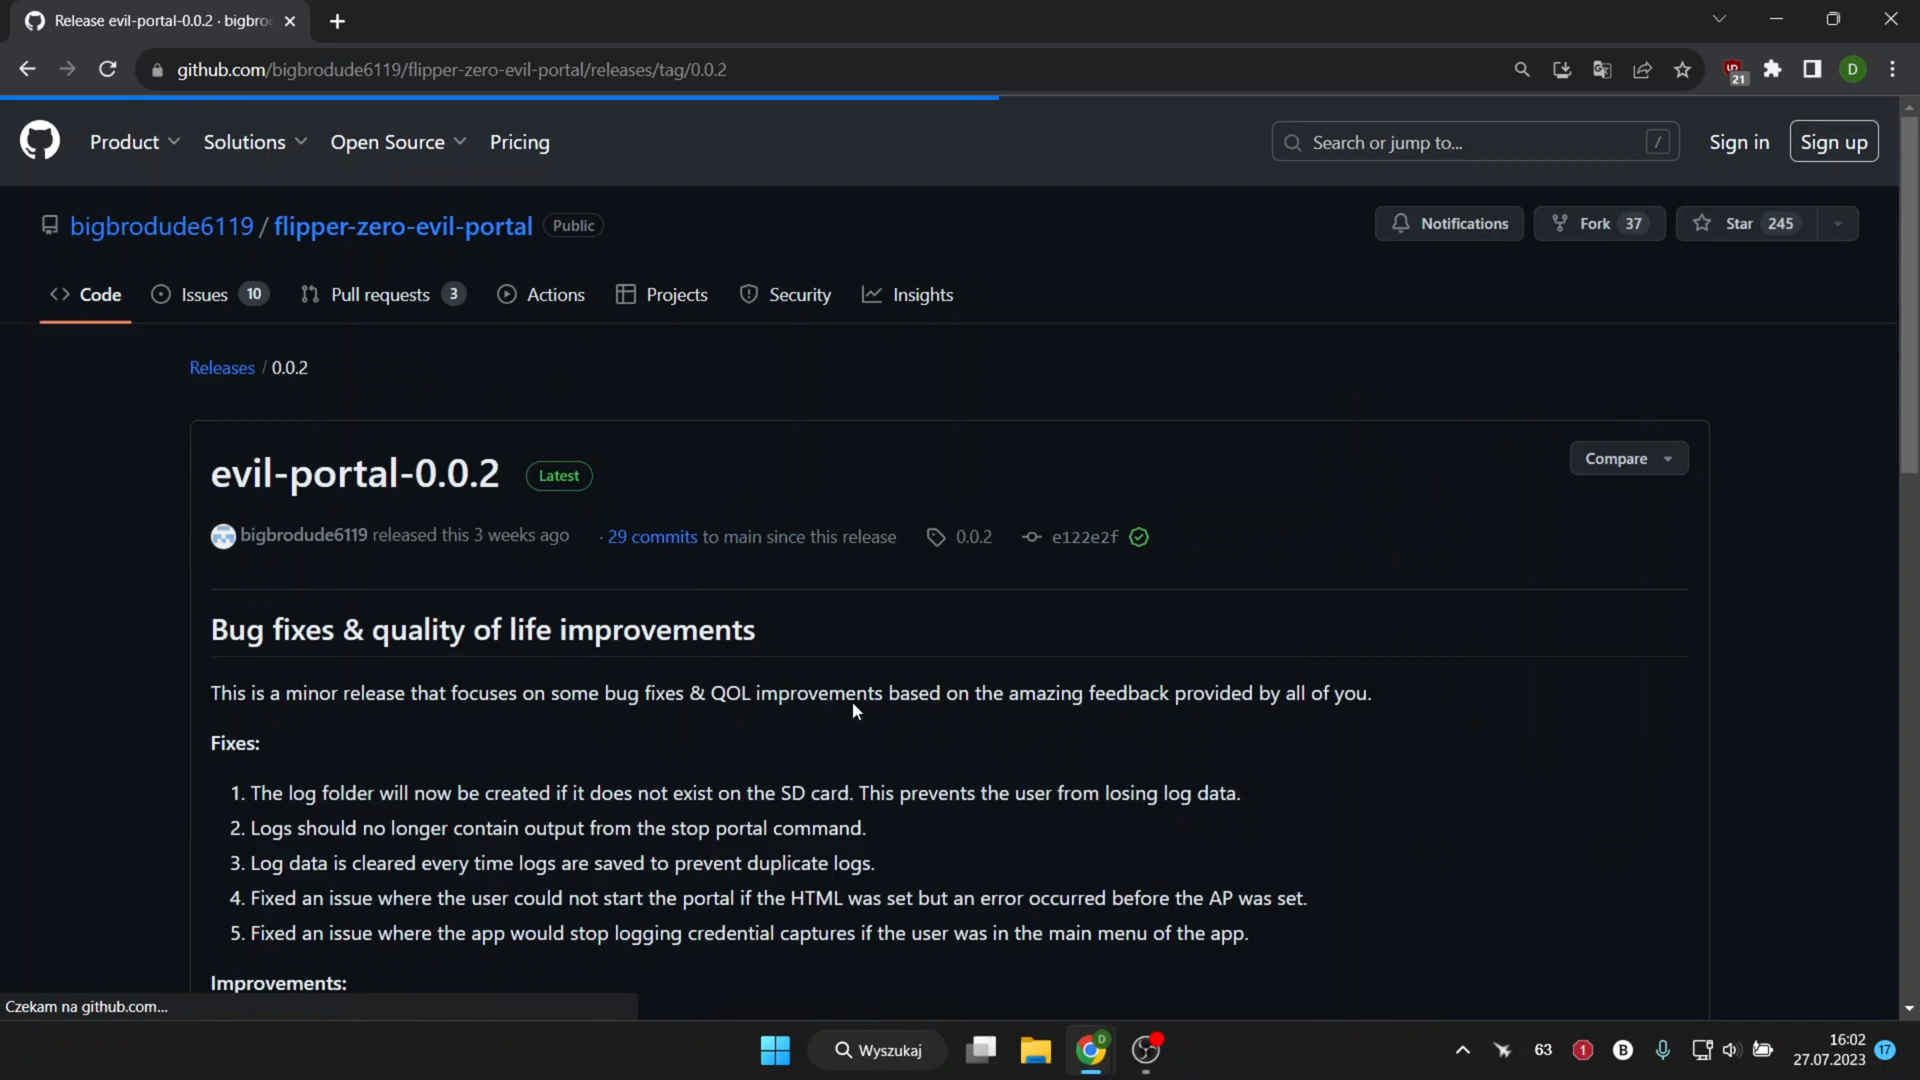 Release evil-portal-0.0.2 · bigbro
github.com/bigbrodude6119/flipper-zero-evil-portal/releases/tag/0.0.2
21
D
Product
Solutions
Open Source
Pricing
Search or jump to...
/
Sign in
Sign up
bigbrodude6119 / flipper-zero-evil-portal
Public
Notifications
Fork 37
Star 245
Code
Issues 10
Pull requests 3
Actions
Projects
Security
Insights
Releases / 0.0.2
evil-portal-0.0.2
Latest
Compare
bigbrodude6119 released this 3 weeks ago
· 29 commits to main since this release
0.0.2
e122e2f
Bug fixes & quality of life improvements
This is a minor release that focuses on some bug fixes & QOL improvements based on the amazing feedback provided by all of you.
Fixes:
1. The log folder will now be created if it does not exist on the SD card. This prevents the user from losing log data.
2. Logs should no longer contain output from the stop portal command.
3. Log data is cleared every time logs are saved to prevent duplicate logs.
4. Fixed an issue where the user could not start the portal if the HTML was set but an error occurred before the AP was set.
5. Fixed an issue where the app would stop logging credential captures if the user was in the main menu of the app.
Improvements:
Czekam na github.com...
Wyszukaj
D
63
1
B
16:02
27.07.2023
17